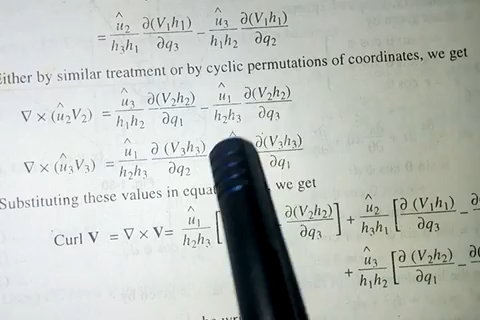 = û₂/h₃h₁ ∂(V₁h₁)/∂q₃ − û₃/h₁h₂ ∂(V₁h₁)/∂q₂
Either by similar treatment or by cyclic permutations of coordinates, we get
∇ × (û₂V₂) = û₃/h₁h₂ ∂(V₂h₂)/∂q₁ − û₁/h₂h₃ ∂(V₂h₂)/∂q₃
∇ × (û₃V₃) = û₁/h₂h₃ ∂ (V₃h₃)/∂q₂ ∂(V₃h₃)/∂q₁
Substituting these values in we get
Curl V = ∇ × V = û₁/h₂h₃ [ ∂(V₂h₂)/∂q₃ ] + û₂/h₃h₁ [ ∂ (V₁h₁)/∂q₃ −
+ û₃/h₁h₂ [ ∂ (V₂h₂)/∂q₁ −